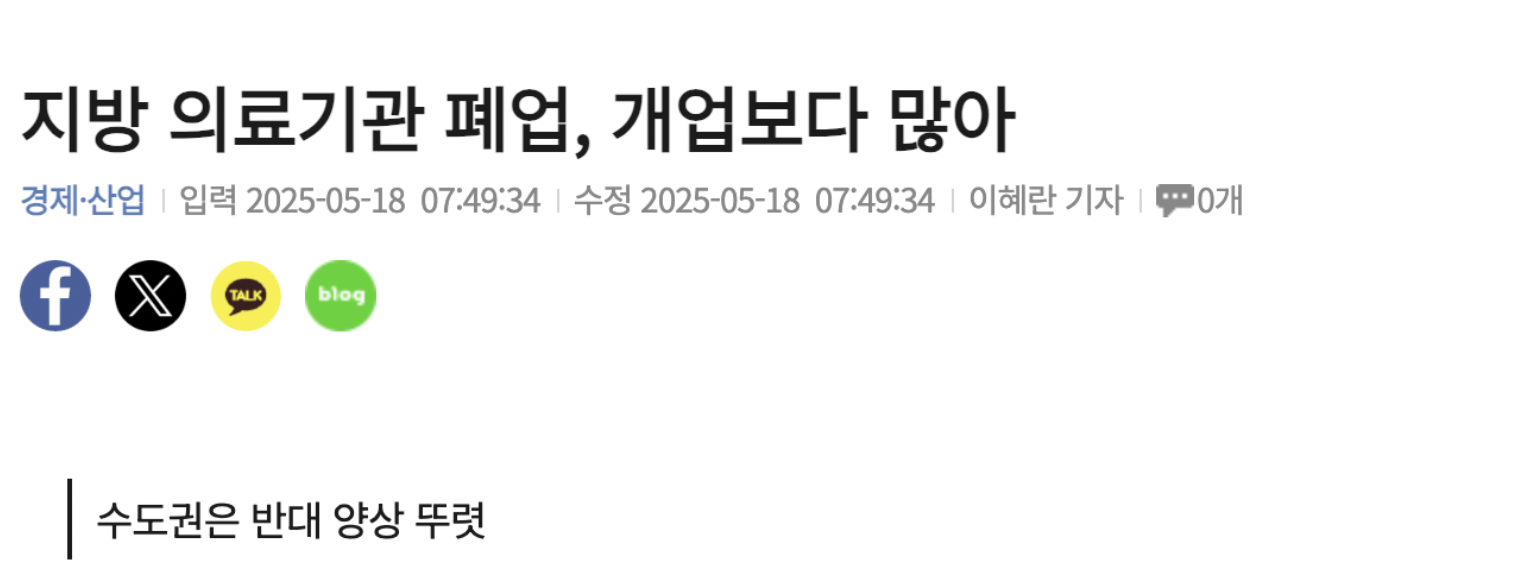 지방 의료기관 폐업, 개업보다 많아
경제·산업 | 입력 2025-05-18 07:49:34 | 수정 2025-05-18 07:49:34 | 이혜란 기자 | 0개
f X TALK blog
수도권은 반대 양상 뚜렷